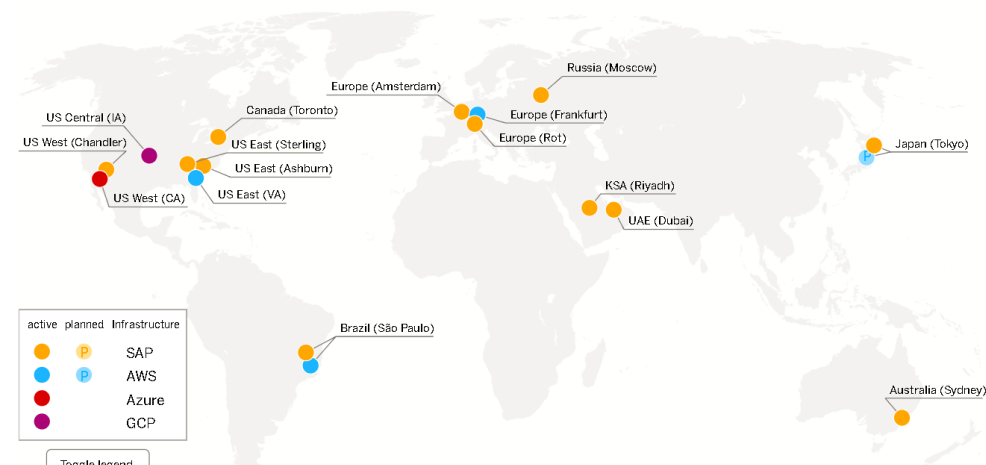 Russia (Moscow)
Europe (Amsterdam)
Canada (Toronto)
US Central (IA)
Europe (Frankfurt)
US West (Chandler)
US East (Sterling)
Europe (Rot)
Japan (Tokyo)
P
US East (Ashburn)
KSA (Riyadh)
US West (CA)
US East (VA)
UAE (Dubai)
Brazil (São Paulo)
active planned Infrastructure
P SAP
P AWS
Azure
GCP
Australia (Sydney)
Toggle legend